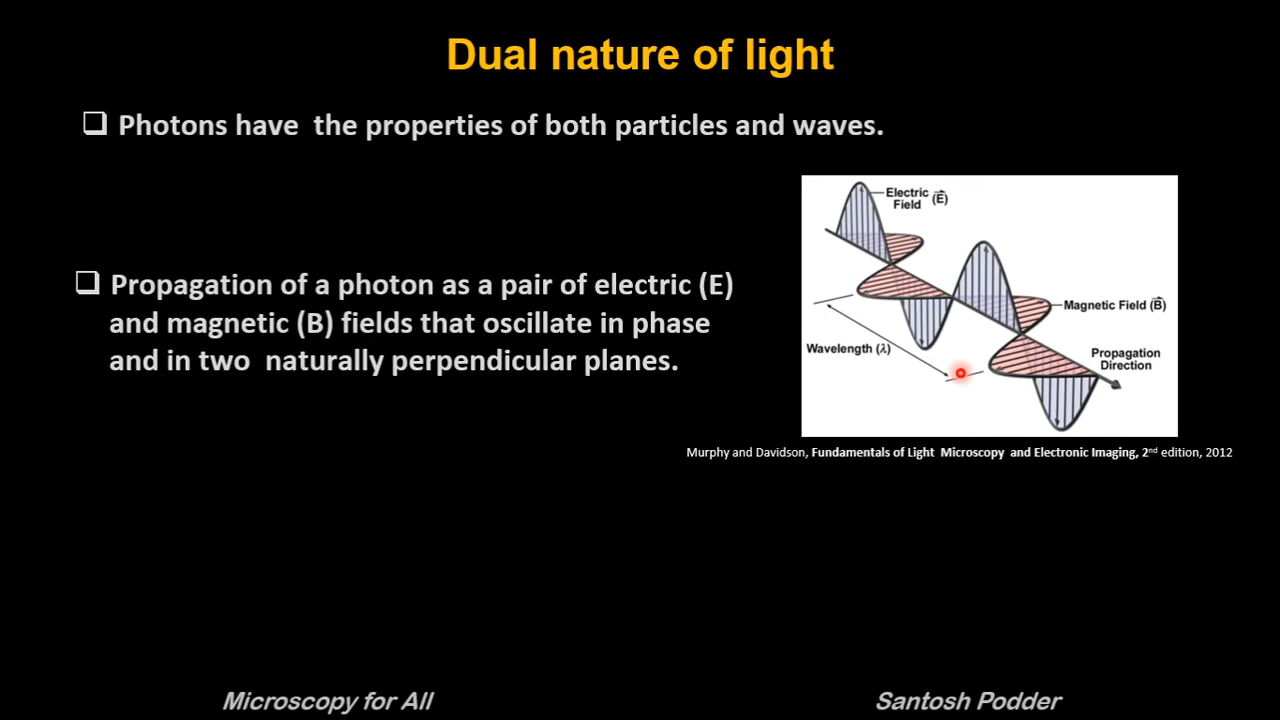 Dual nature of light
❑ Photons have the properties of both particles and waves.
Electric Field (E⃗)
❑ Propagation of a photon as a pair of electric (E)
and magnetic (B) fields that oscillate in phase
and in two naturally perpendicular planes.
Magnetic Field (B⃗)
Wavelength (λ)
Propagation
Direction
Murphy and Davidson, Fundamentals of Light Microscopy and Electronic Imaging, 2nd edition, 2012
Microscopy for All
Santosh Podder